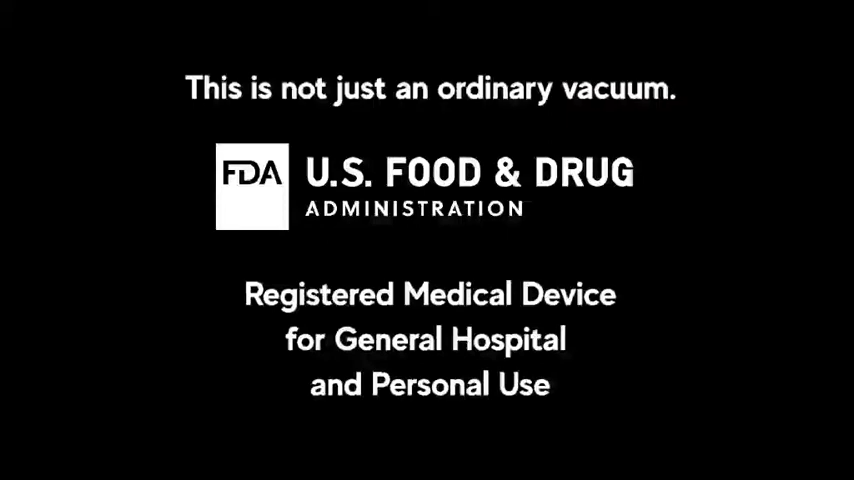 This is not just an ordinary vacuum.
FDA U.S. FOOD & DRUG
ADMINISTRATION
Registered Medical Device
for General Hospital
and Personal Use